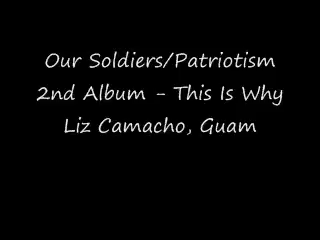 Our Soldiers/Patriotism
2nd Album - This Is Why
Liz Camacho, Guam